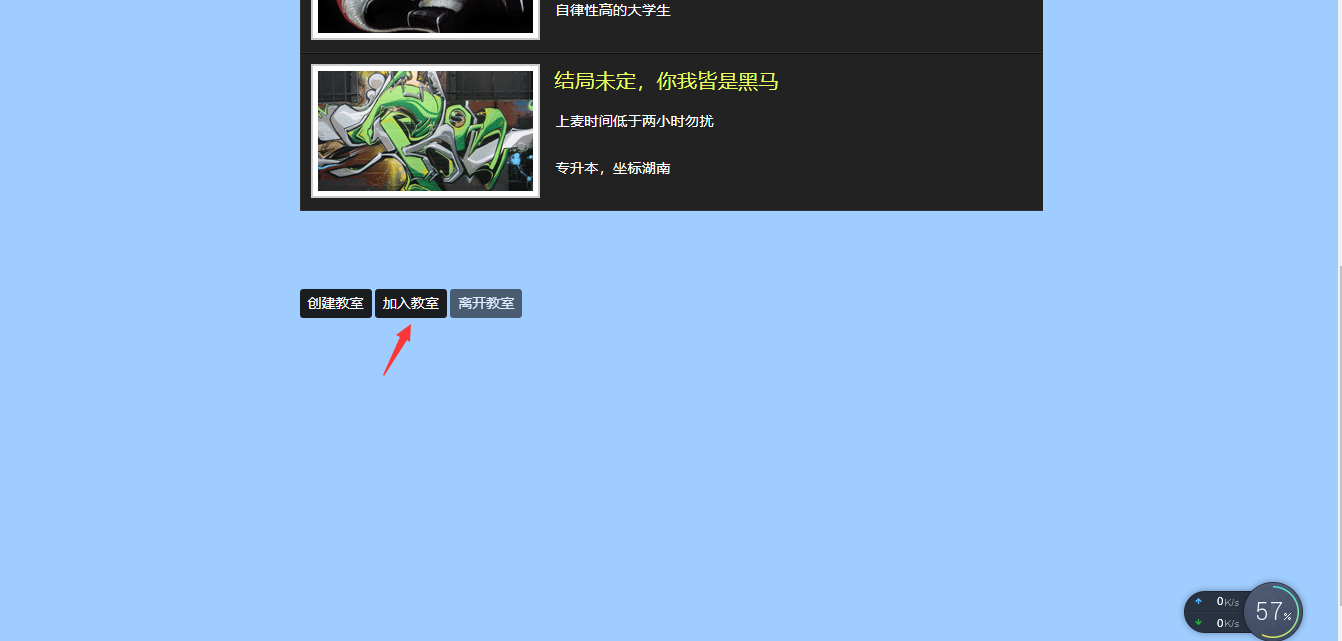 自律性高的大学生
结局未定，你我皆是黑马
上麦时间低于两小时勿扰
专升本，坐标湖南
创建教室 加入教室 离开教室
0K/s
57%
0K/s